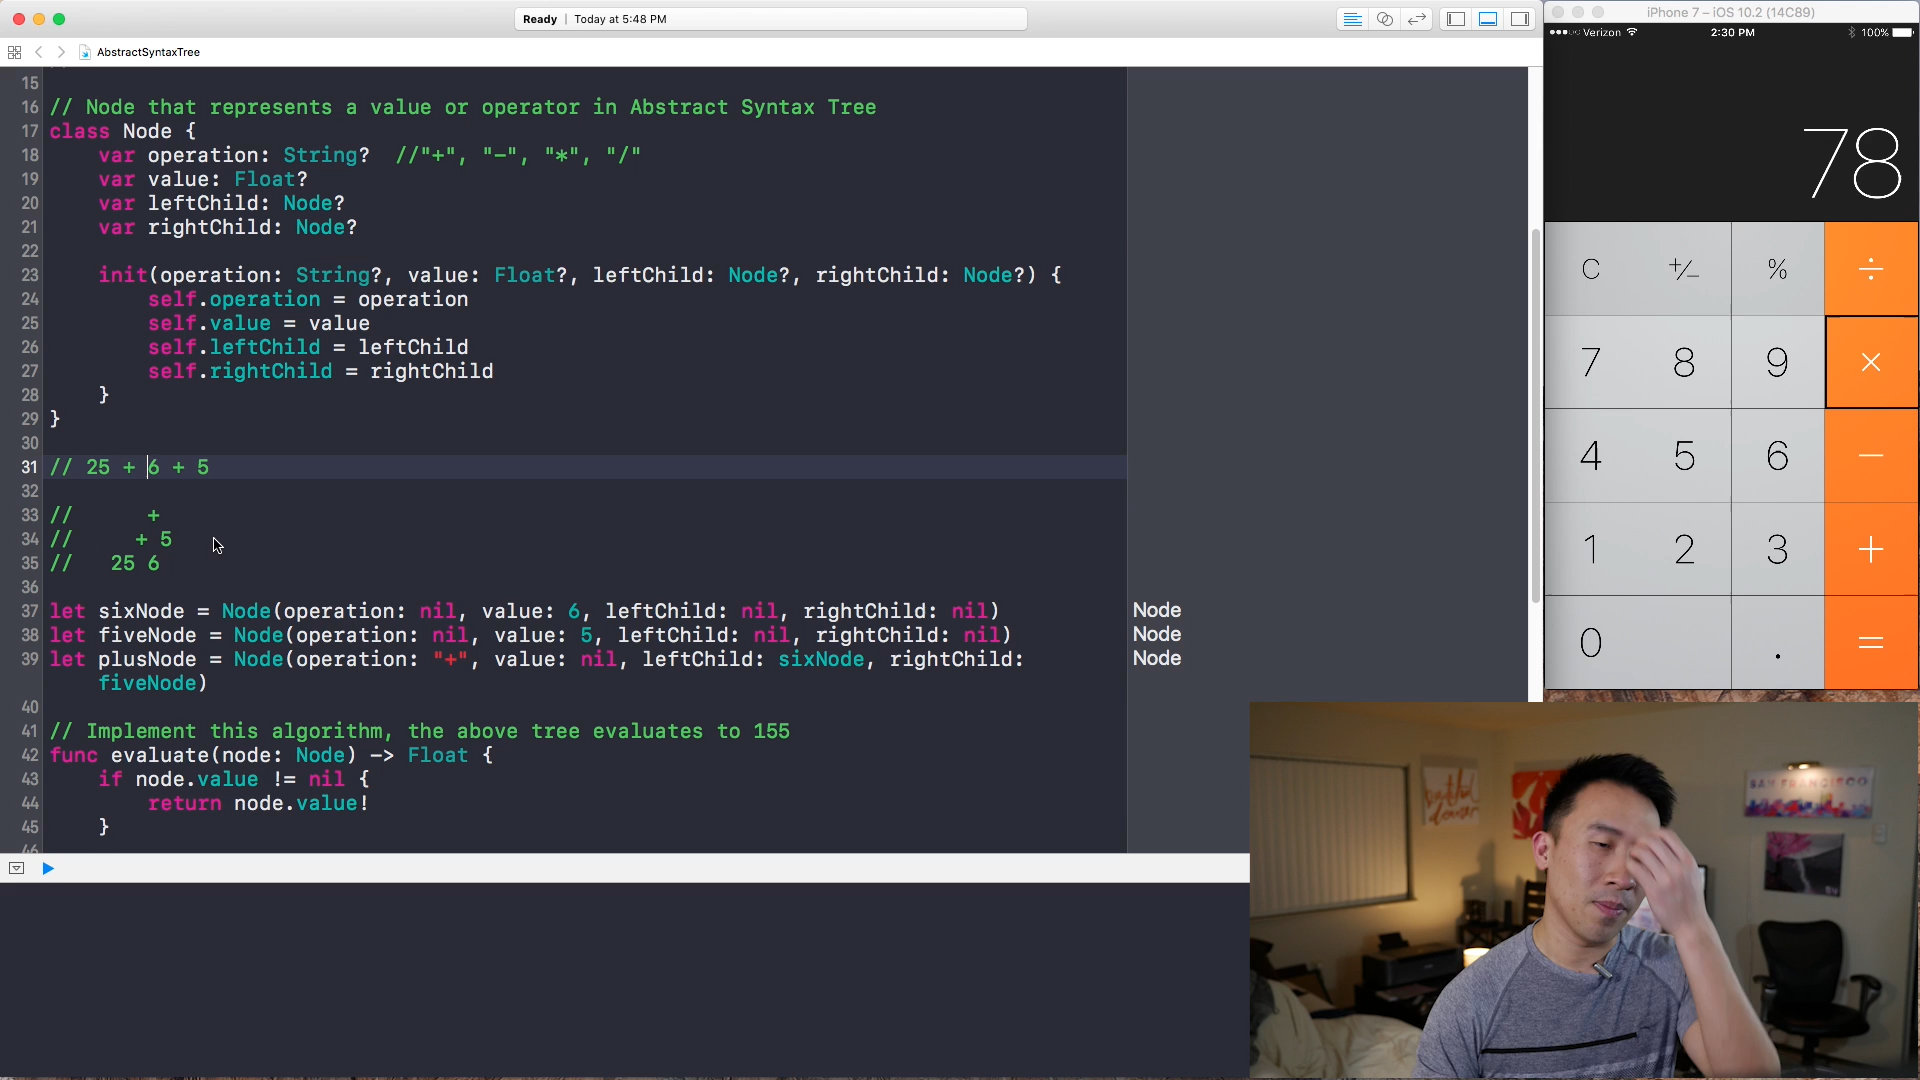 Ready | Today at 5:48 PM
AbstractSyntaxTree
15
16 // Node that represents a value or operator in Abstract Syntax Tree
17 class Node {
18 var operation: String? //"+", "-", "*", "/"
19 var value: Float?
20 var leftChild: Node?
21 var rightChild: Node?
22
23 init(operation: String?, value: Float?, leftChild: Node?, rightChild: Node?) {
24 self.operation = operation
25 self.value = value
26 self.leftChild = leftChild
27 self.rightChild = rightChild
28 }
29 }
30
31 // 25 + 6 + 5
32
33 // +
34 // + 5
35 // 25 6
36
37 let sixNode = Node(operation: nil, value: 6, leftChild: nil, rightChild: nil)
38 let fiveNode = Node(operation: nil, value: 5, leftChild: nil, rightChild: nil)
39 let plusNode = Node(operation: "+", value: nil, leftChild: sixNode, rightChild:
fiveNode)
40
41 // Implement this algorithm, the above tree evaluates to 155
42 func evaluate(node: Node) -> Float {
43 if node.value != nil {
44 return node.value!
45 }
46
Node
Node
Node
iPhone 7 – iOS 10.2 (14C89)
Verizon 2:30 PM 100%
78
C +/- % ÷
7 8 9 ×
4 5 6 −
1 2 3 +
0 . =
SAN FRANCISCO